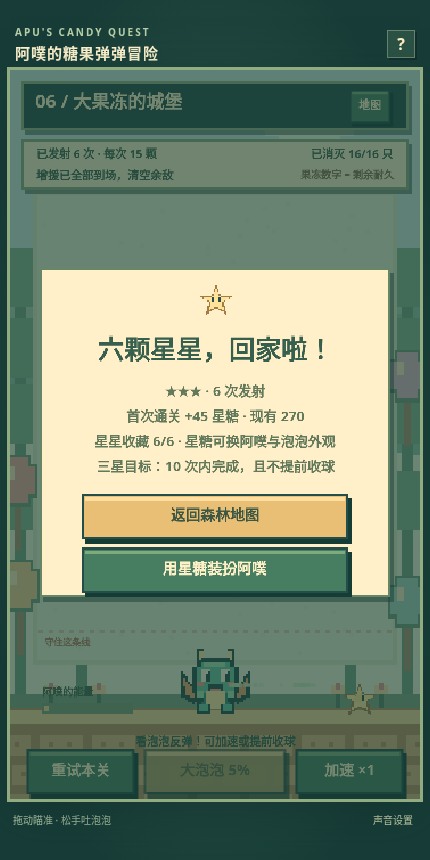 APU'S CANDY QUEST
阿噗的糖果弹弹冒险
?
06 / 大果冻的城堡
地图
已发射 6 次 · 每次 15 颗
已消灭 16/16 只
增援已全部到场，清空余敌
果冻数字 = 剩余耐久
六颗星星，回家啦！
★★★ · 6 次发射
首次通关 +45 星糖 · 现有 270
星星收藏 6/6 · 星糖可换阿噗与泡泡外观
三星目标：10 次内完成，且不提前收球
返回森林地图
用星糖装扮阿噗
守住这条线
阿噗的能量
看泡泡反弹！可加速或提前收球
重试本关
大泡泡 5%
加速 ×1
拖动瞄准 · 松手吐泡泡
声音设置